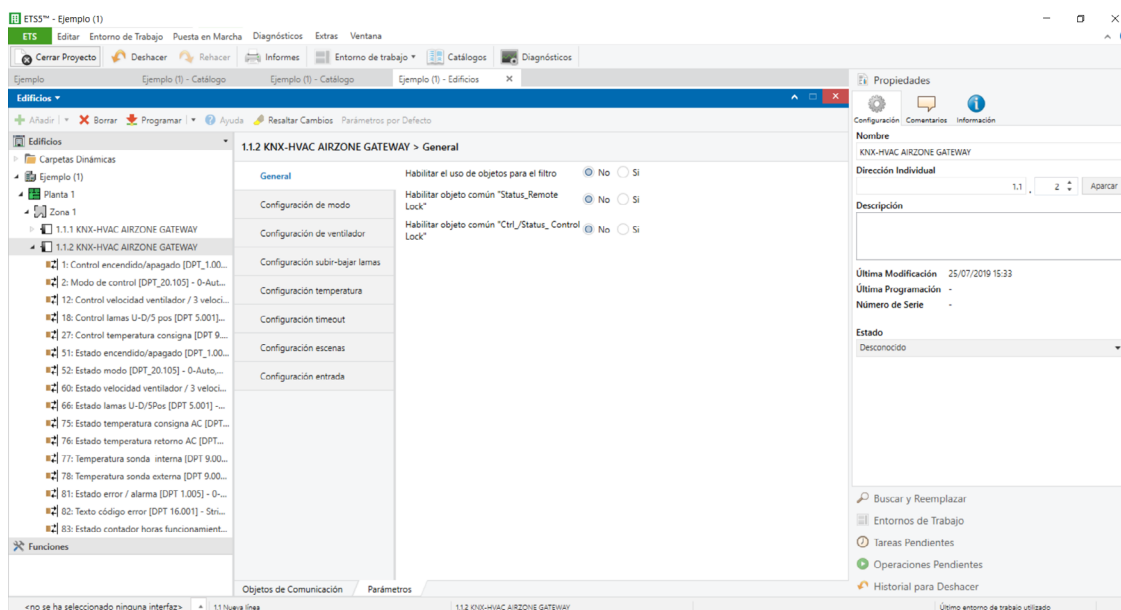 ETS5™ - Ejemplo (1)
ETS Editar Entorno de Trabajo Puesta en Marcha Diagnósticos Extras Ventana
Cerrar Proyecto Deshacer Rehacer Informes Entorno de trabajo Catálogos Diagnósticos
Ejemplo Ejemplo (1) - Catálogo Ejemplo (1) - Catálogo Ejemplo (1) - Edificios
Edificios
Añadir Borrar Programar Ayuda Resaltar Cambios Parámetros por Defecto
Edificios
Carpetas Dinámicas
Ejemplo (1)
Planta 1
Zona 1
1.1.1 KNX-HVAC AIRZONE GATEWAY
1.1.2 KNX-HVAC AIRZONE GATEWAY
1: Control encendido/apagado [DPT_1.00...
2: Modo de control [DPT_20.105] - 0-Aut...
12: Control velocidad ventilador / 3 veloci...
18: Control lamas U-D/5 pos [DPT 5.001]...
27: Control temperatura consigna [DPT 9....
51: Estado encendido/apagado [DPT_1.00...
52: Estado modo [DPT_20.105] - 0-Auto,...
60: Estado velocidad ventilador / 3 veloci...
66: Estado lamas U-D/5Pos [DPT 5.001] -...
75: Estado temperatura consigna AC [DPT...
76: Estado temperatura retorno AC [DPT...
77: Temperatura sonda interna [DPT 9.00...
78: Temperatura sonda externa [DPT 9.00...
81: Estado error / alarma [DPT 1.005] - 0-...
82: Texto código error [DPT 16.001] - Stri...
83: Estado contador horas funcionamient...
Funciones
1.1.2 KNX-HVAC AIRZONE GATEWAY > General
General
Configuración de modo
Configuración de ventilador
Configuración subir-bajar lamas
Configuración temperatura
Configuración timeout
Configuración escenas
Configuración entrada
Habilitar el uso de objetos para el filtro No Si
Habilitar objeto común "Status_Remote
Lock" No Si
Habilitar objeto común "Ctrl_/Status_ Control
Lock" No Si
Objetos de Comunicación Parámetros
Propiedades
Configuración Comentarios Información
Nombre
KNX-HVAC AIRZONE GATEWAY
Dirección Individual
1.1 . 2 Aparcar
Descripción
Última Modificación 25/07/2019 15:33
Última Programación -
Número de Serie -
Estado
Desconocido
Buscar y Reemplazar
Entornos de Trabajo
Tareas Pendientes
Operaciones Pendientes
Historial para Deshacer
<no se ha seleccionado ninguna interfaz> 1.1 Nueva línea 1.1.2 KNX-HVAC AIRZONE GATEWAY Último entorno de trabajo utilizado